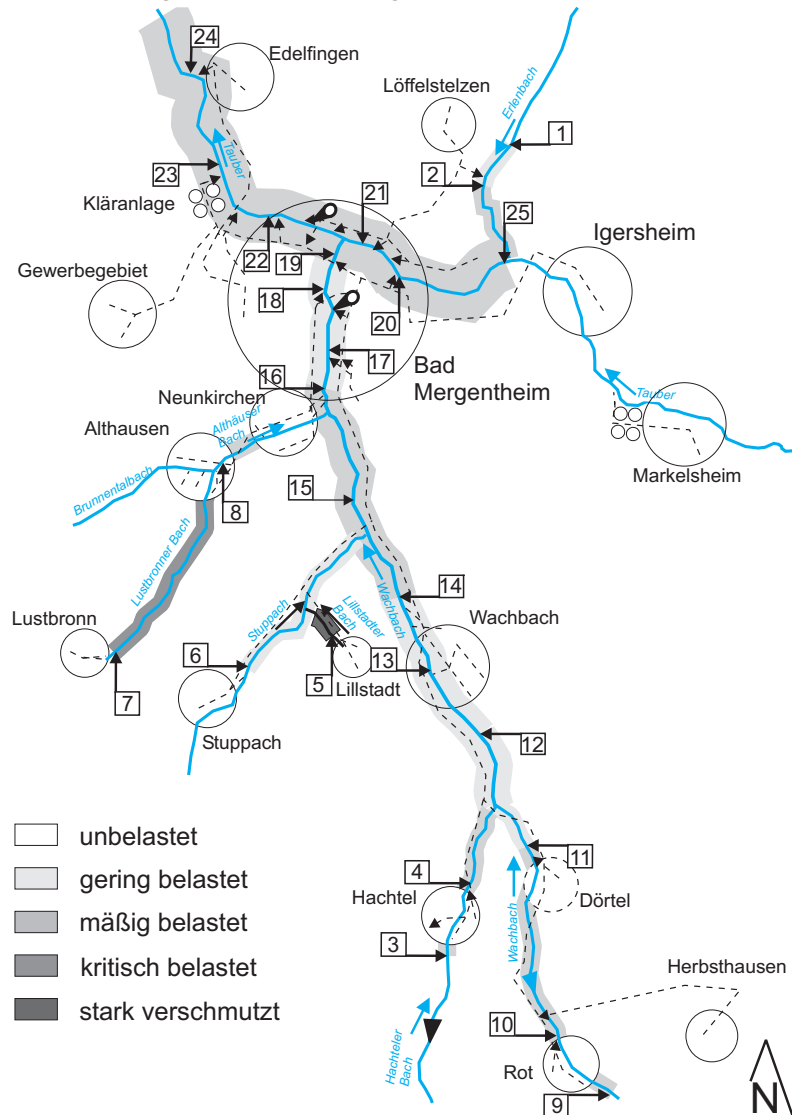 24
Edelfingen
Löffelstelzen
Erlenbach
1
Tauber
2
23
21
25
Kläranlage
Igersheim
22
19
Gewerbegebiet
18
20
17
Bad
Mergentheim
16
Neunkirchen
Tauber
Althäuser
Bach
Althausen
Markelsheim
Brunnentalbach
8
15
Lustbronner Bach
14
Wachbach
Stuppach
Lillstadter
Bach
Wachbach
Lustbronn
6
13
7
5
Lillstadt
Stuppach
12
unbelastet
gering belastet
11
4
Hachtel
Dörtel
mäßig belastet
3
Wachbach
kritisch belastet
Herbsthausen
stark verschmutzt
10
Hachteler
Bach
Rot
9
N